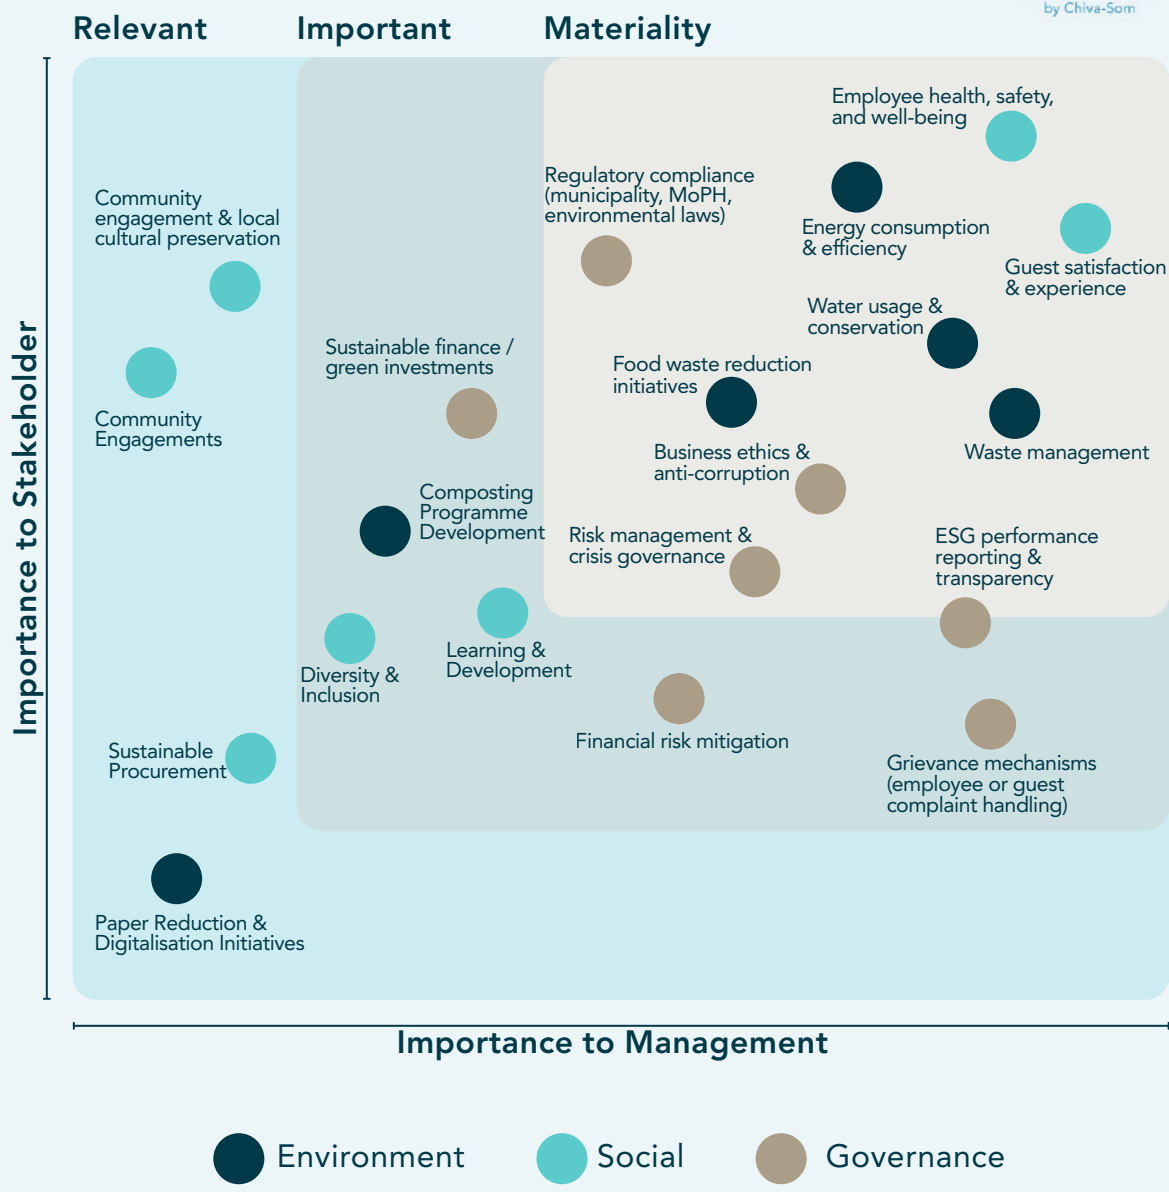 by Chiva-Som
Relevant
Important
Materiality
Employee health, safety,
and well-being
Regulatory compliance
(municipality, MoPH,
environmental laws)
Community
engagement & local
cultural preservation
Energy consumption
& efficiency
Guest satisfaction
& experience
Water usage &
conservation
Sustainable finance /
green investments
Food waste reduction
initiatives
Community
Engagements
Business ethics &
anti-corruption
Waste management
Composting
Programme
Development
Risk management &
crisis governance
ESG performance
reporting &
transparency
Learning &
Development
Diversity &
Inclusion
Financial risk mitigation
Sustainable
Procurement
Grievance mechanisms
(employee or guest
complaint handling)
Paper Reduction &
Digitalisation Initiatives
Importance to Stakeholder
Importance to Management
Environment
Social
Governance